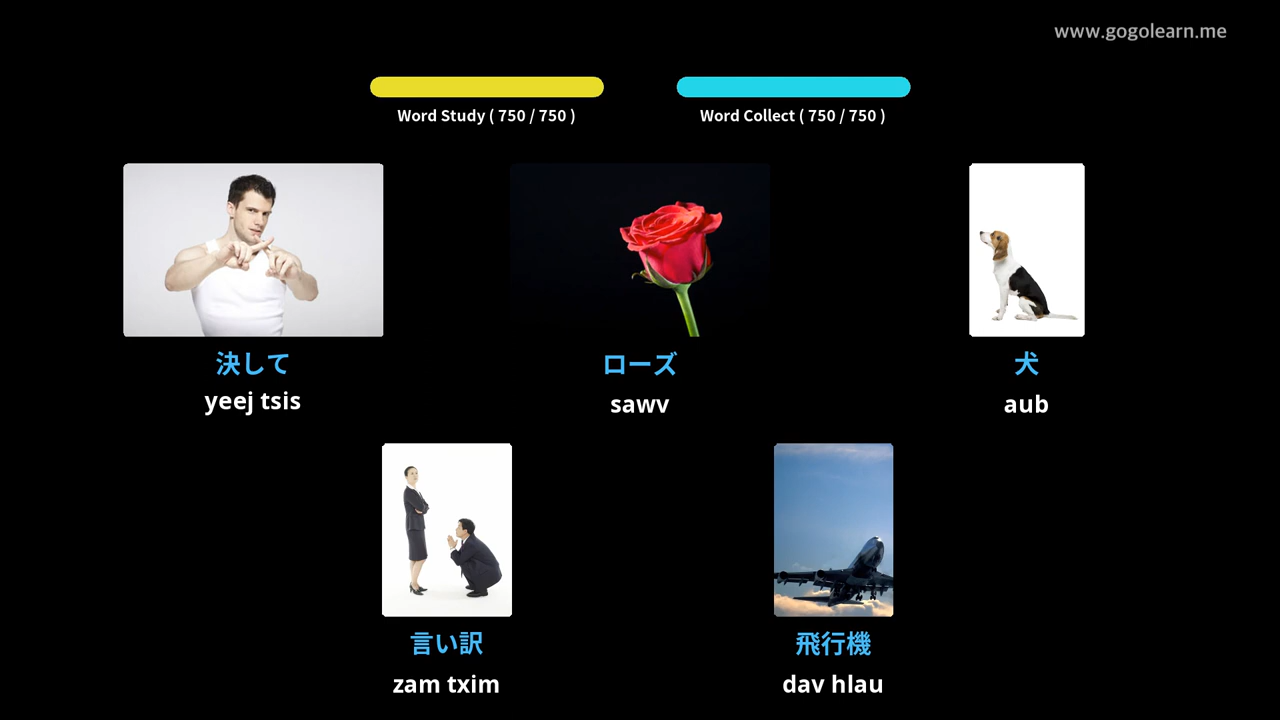 www.gogolearn.me
Word Study ( 750 / 750 )
Word Collect ( 750 / 750 )
決して
yeej tsis
ローズ
sawv
犬
aub
言い訳
zam txim
飛行機
dav hlau